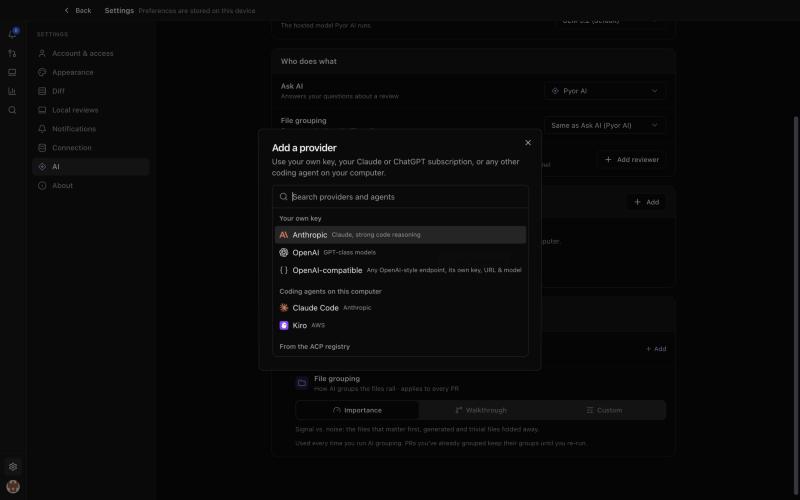 Back
Settings
Preferences are stored on this device
SETTINGS
Account & access
Appearance
Diff
Local reviews
Notifications
Connection
AI
About
The hosted model Pyor AI runs.
Who does what
Ask AI
Answers your questions about a review
Pyor AI
File grouping
Same as Ask AI (Pyor AI)
Add reviewer
Add
Add a provider
Use your own key, your Claude or ChatGPT subscription, or any other
coding agent on your computer.
Search providers and agents
Your own key
Anthropic Claude, strong code reasoning
OpenAI GPT-class models
OpenAI-compatible Any OpenAI-style endpoint, its own key, URL & model
Coding agents on this computer
Claude Code Anthropic
Kiro AWS
From the ACP registry
Add
File grouping
How AI groups the files rail · applies to every PR
Importance
Walkthrough
Custom
Signal vs. noise: the files that matter first, generated and trivial files folded away.
Used every time you run AI grouping. PRs you've already grouped keep their groups until you re-run.